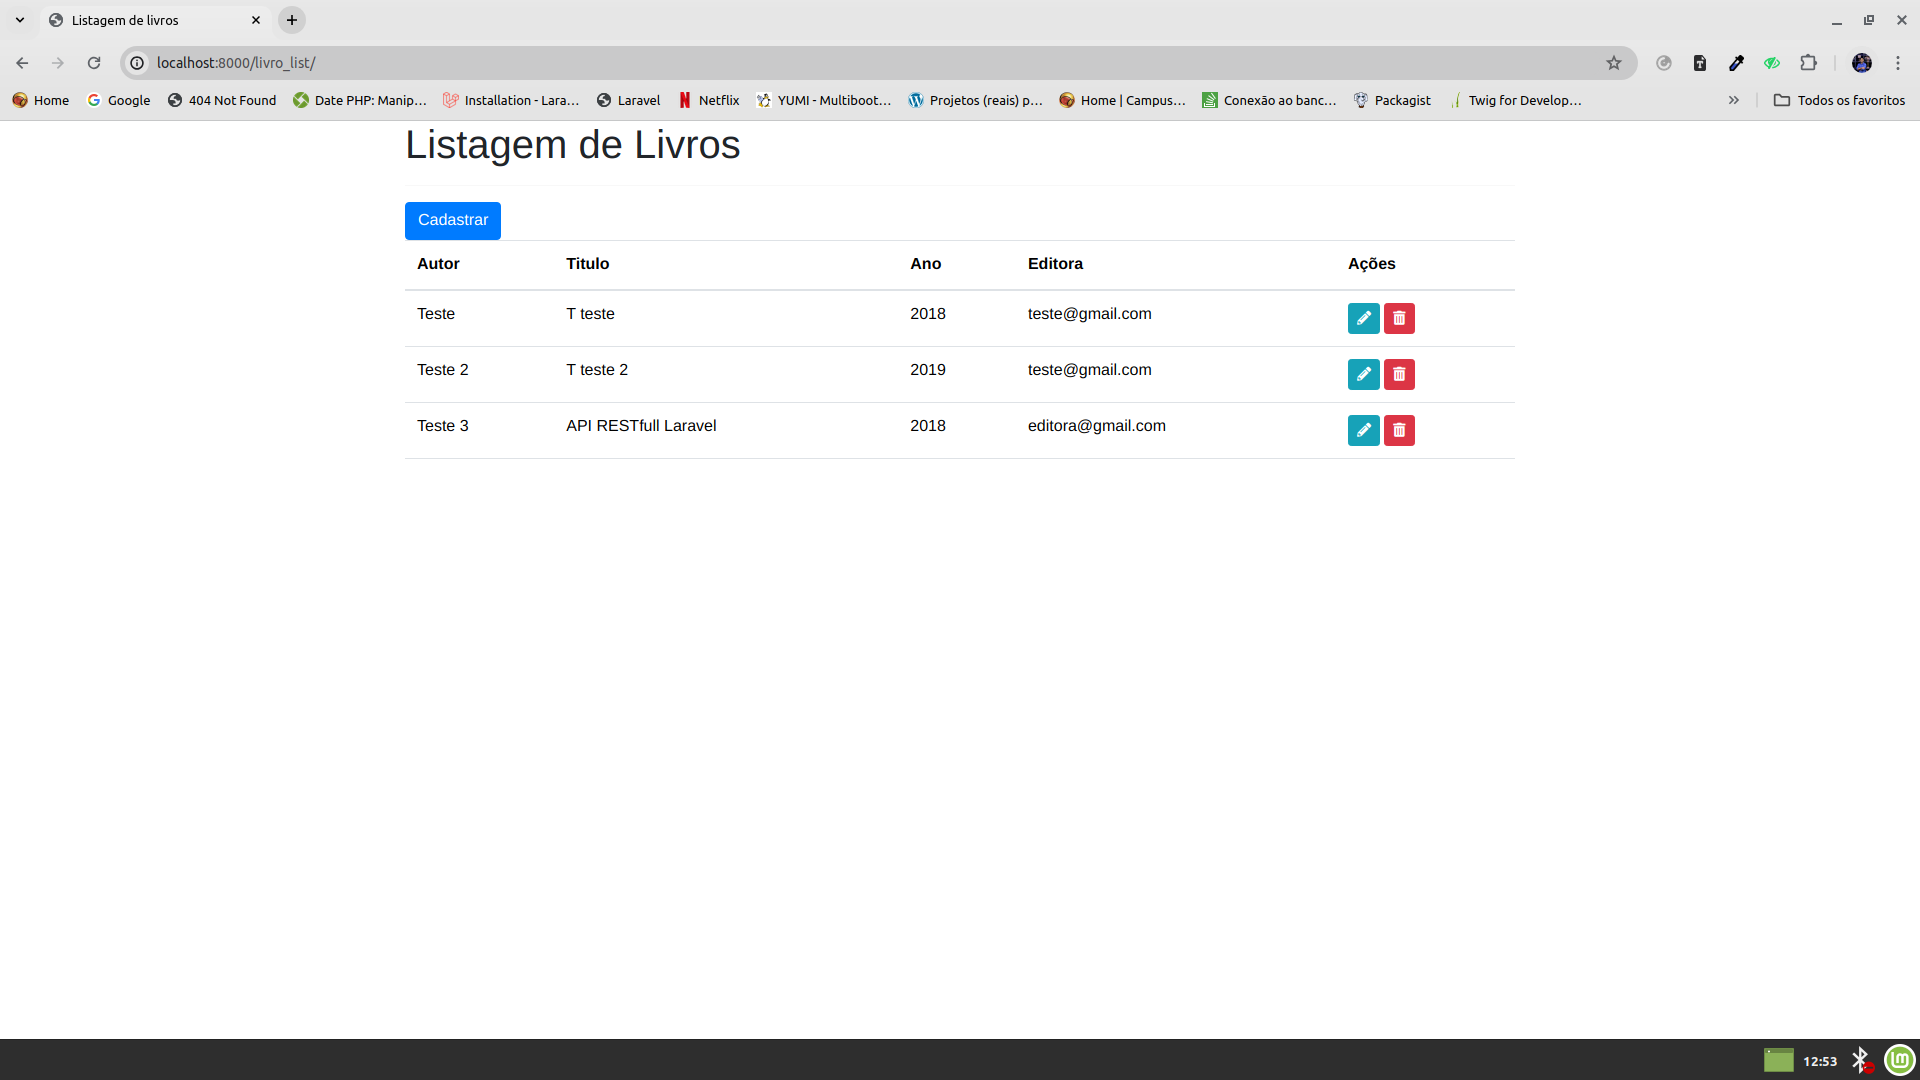 Listagem de livros
localhost:8000/livro_list/
Home Google 404 Not Found Date PHP: Manip... Installation - Lara... Laravel Netflix YUMI - Multiboot... Projetos (reais) p... Home | Campus... Conexão ao banc... Packagist Twig for Develop... Todos os favoritos
Listagem de Livros
Cadastrar
Autor Titulo Ano Editora Ações
Teste T teste 2018 teste@gmail.com
Teste 2 T teste 2 2019 teste@gmail.com
Teste 3 API RESTfull Laravel 2018 editora@gmail.com
12:53